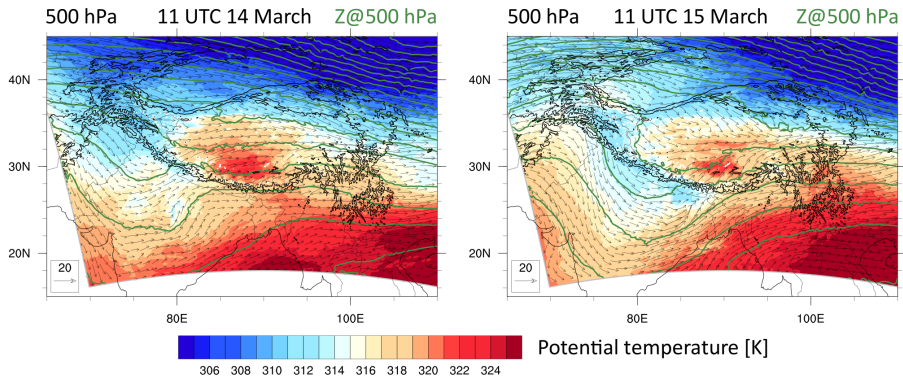 500 hPa 11 UTC 14 March Z@500 hPa
500 hPa 11 UTC 15 March Z@500 hPa
40N
30N
20N
20
80E 100E
40N
30N
20N
20
80E 100E
306 308 310 312 314 316 318 320 322 324
Potential temperature [K]